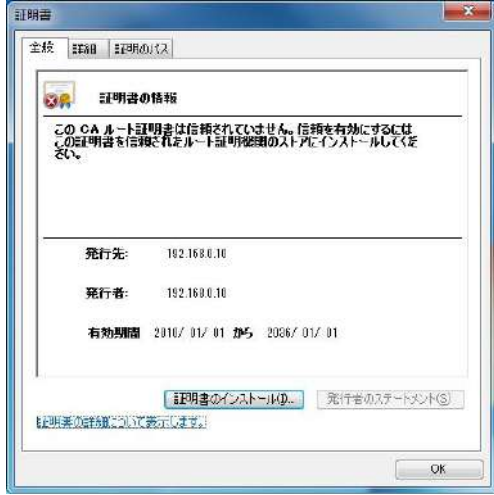 証明書
全般 詳細 証明のパス
証明書の情報
この CA ルート証明書は信頼されていません。信頼を有効にするには
この証明書を信頼されたルート証明機関のストアにインストールしてくだ
さい。
発行先: 192.168.0.10
発行者: 192.168.0.10
有効期間 2010/ 01/ 01 から 2036/ 01/ 01
証明書のインストール(I)... 発行者のステートメント(S)
証明書の詳細について表示します。
OK